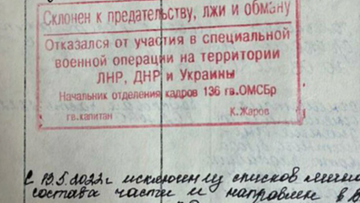 Склонен к предательству, лжи и обману
Отказался от участия в специальной
военной операции на территории
ЛНР, ДНР и Украины
Начальник отделения кадров 136 гв.ОМСБр
гв.капитан К.Жаров
с 13.5.2022г исключен из списков личного
состава части и направлен в